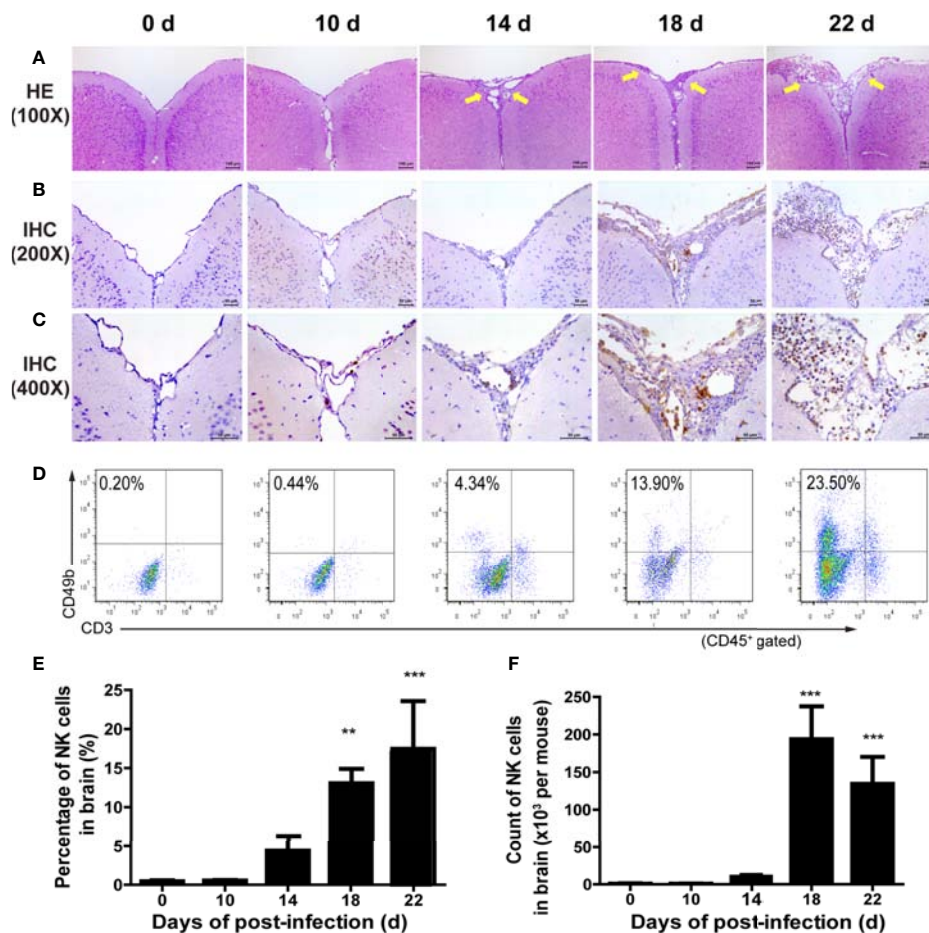 0 d 10 d 14 d 18 d 22 d
A
HE
(100X)
B
IHC
(200X)
C
IHC
(400X)
D
0.20% 0.44% 4.34% 13.90% 23.50%
CD49b
CD3
(CD45⁺ gated)
E
Percentage of NK cells
in brain (%)
25
20
15
10
5
0
** ***
0 10 14 18 22
Days of post-infection (d)
F
Count of NK cells
in brain (x10³ per mouse)
250
200
150
100
50
0
*** ***
0 10 14 18 22
Days of post-infection (d)